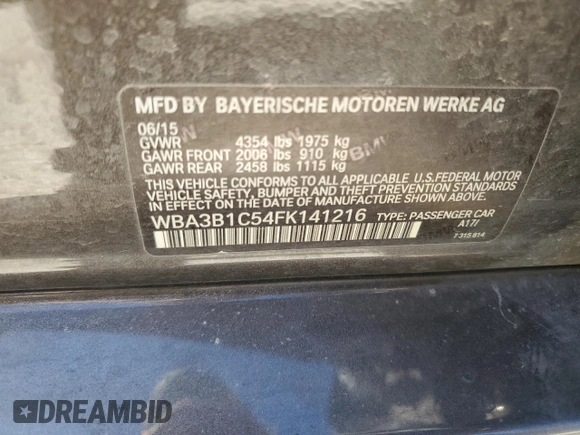 MFD BY BAYERISCHE MOTOREN WERKE AG
06/15
GVWR 4354 lbs 1975 kg
GAWR FRONT 2006 lbs 910 kg
GAWR REAR 2458 lbs 1115 kg
THIS VEHICLE CONFORMS TO ALL APPLICABLE U.S.FEDERAL MOTOR
VEHICLE SAFETY, BUMPER AND THEFT PREVENTION STANDARDS
IN EFFECT ON THE DATE OF MANUFACTURE SHOWN ABOVE.
WBA3B1C54FK141216 TYPE: PASSENGER CAR
A17/
7315814
DREAMBID